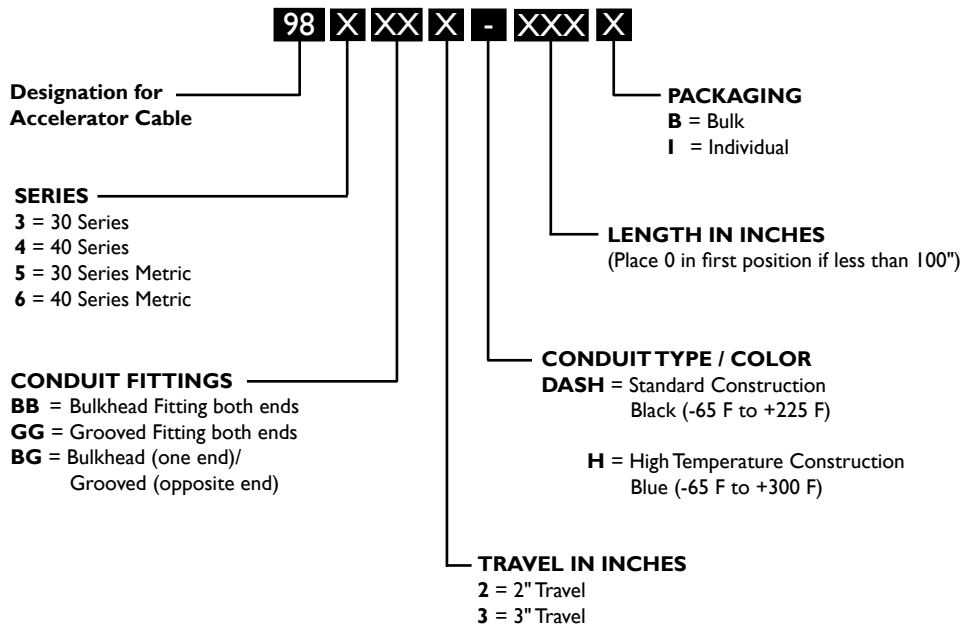 98 X XX X - XXX X
Designation for
Accelerator Cable
PACKAGING
B = Bulk
I = Individual
SERIES
3 = 30 Series
4 = 40 Series
5 = 30 Series Metric
6 = 40 Series Metric
LENGTH IN INCHES
(Place 0 in first position if less than 100")
CONDUIT FITTINGS
BB = Bulkhead Fitting both ends
GG = Grooved Fitting both ends
BG = Bulkhead (one end)/
Grooved (opposite end)
CONDUIT TYPE / COLOR
DASH = Standard Construction
Black (-65 F to +225 F)
H = High Temperature Construction
Blue (-65 F to +300 F)
TRAVEL IN INCHES
2 = 2" Travel
3 = 3" Travel